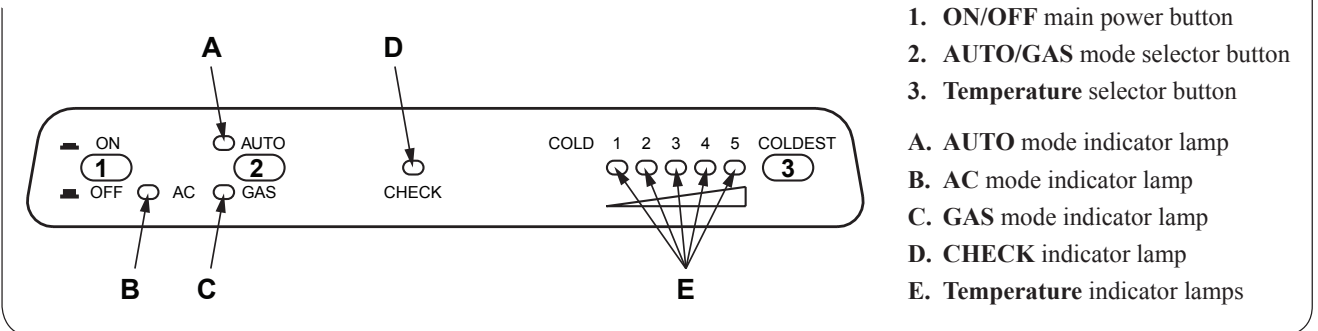 A
D
ON
AUTO
COLD 1 2 3 4 5 COLDEST
1
2
3
OFF
AC
GAS
CHECK
B
C
E
1. ON/OFF main power button
2. AUTO/GAS mode selector button
3. Temperature selector button
A. AUTO mode indicator lamp
B. AC mode indicator lamp
C. GAS mode indicator lamp
D. CHECK indicator lamp
E. Temperature indicator lamps